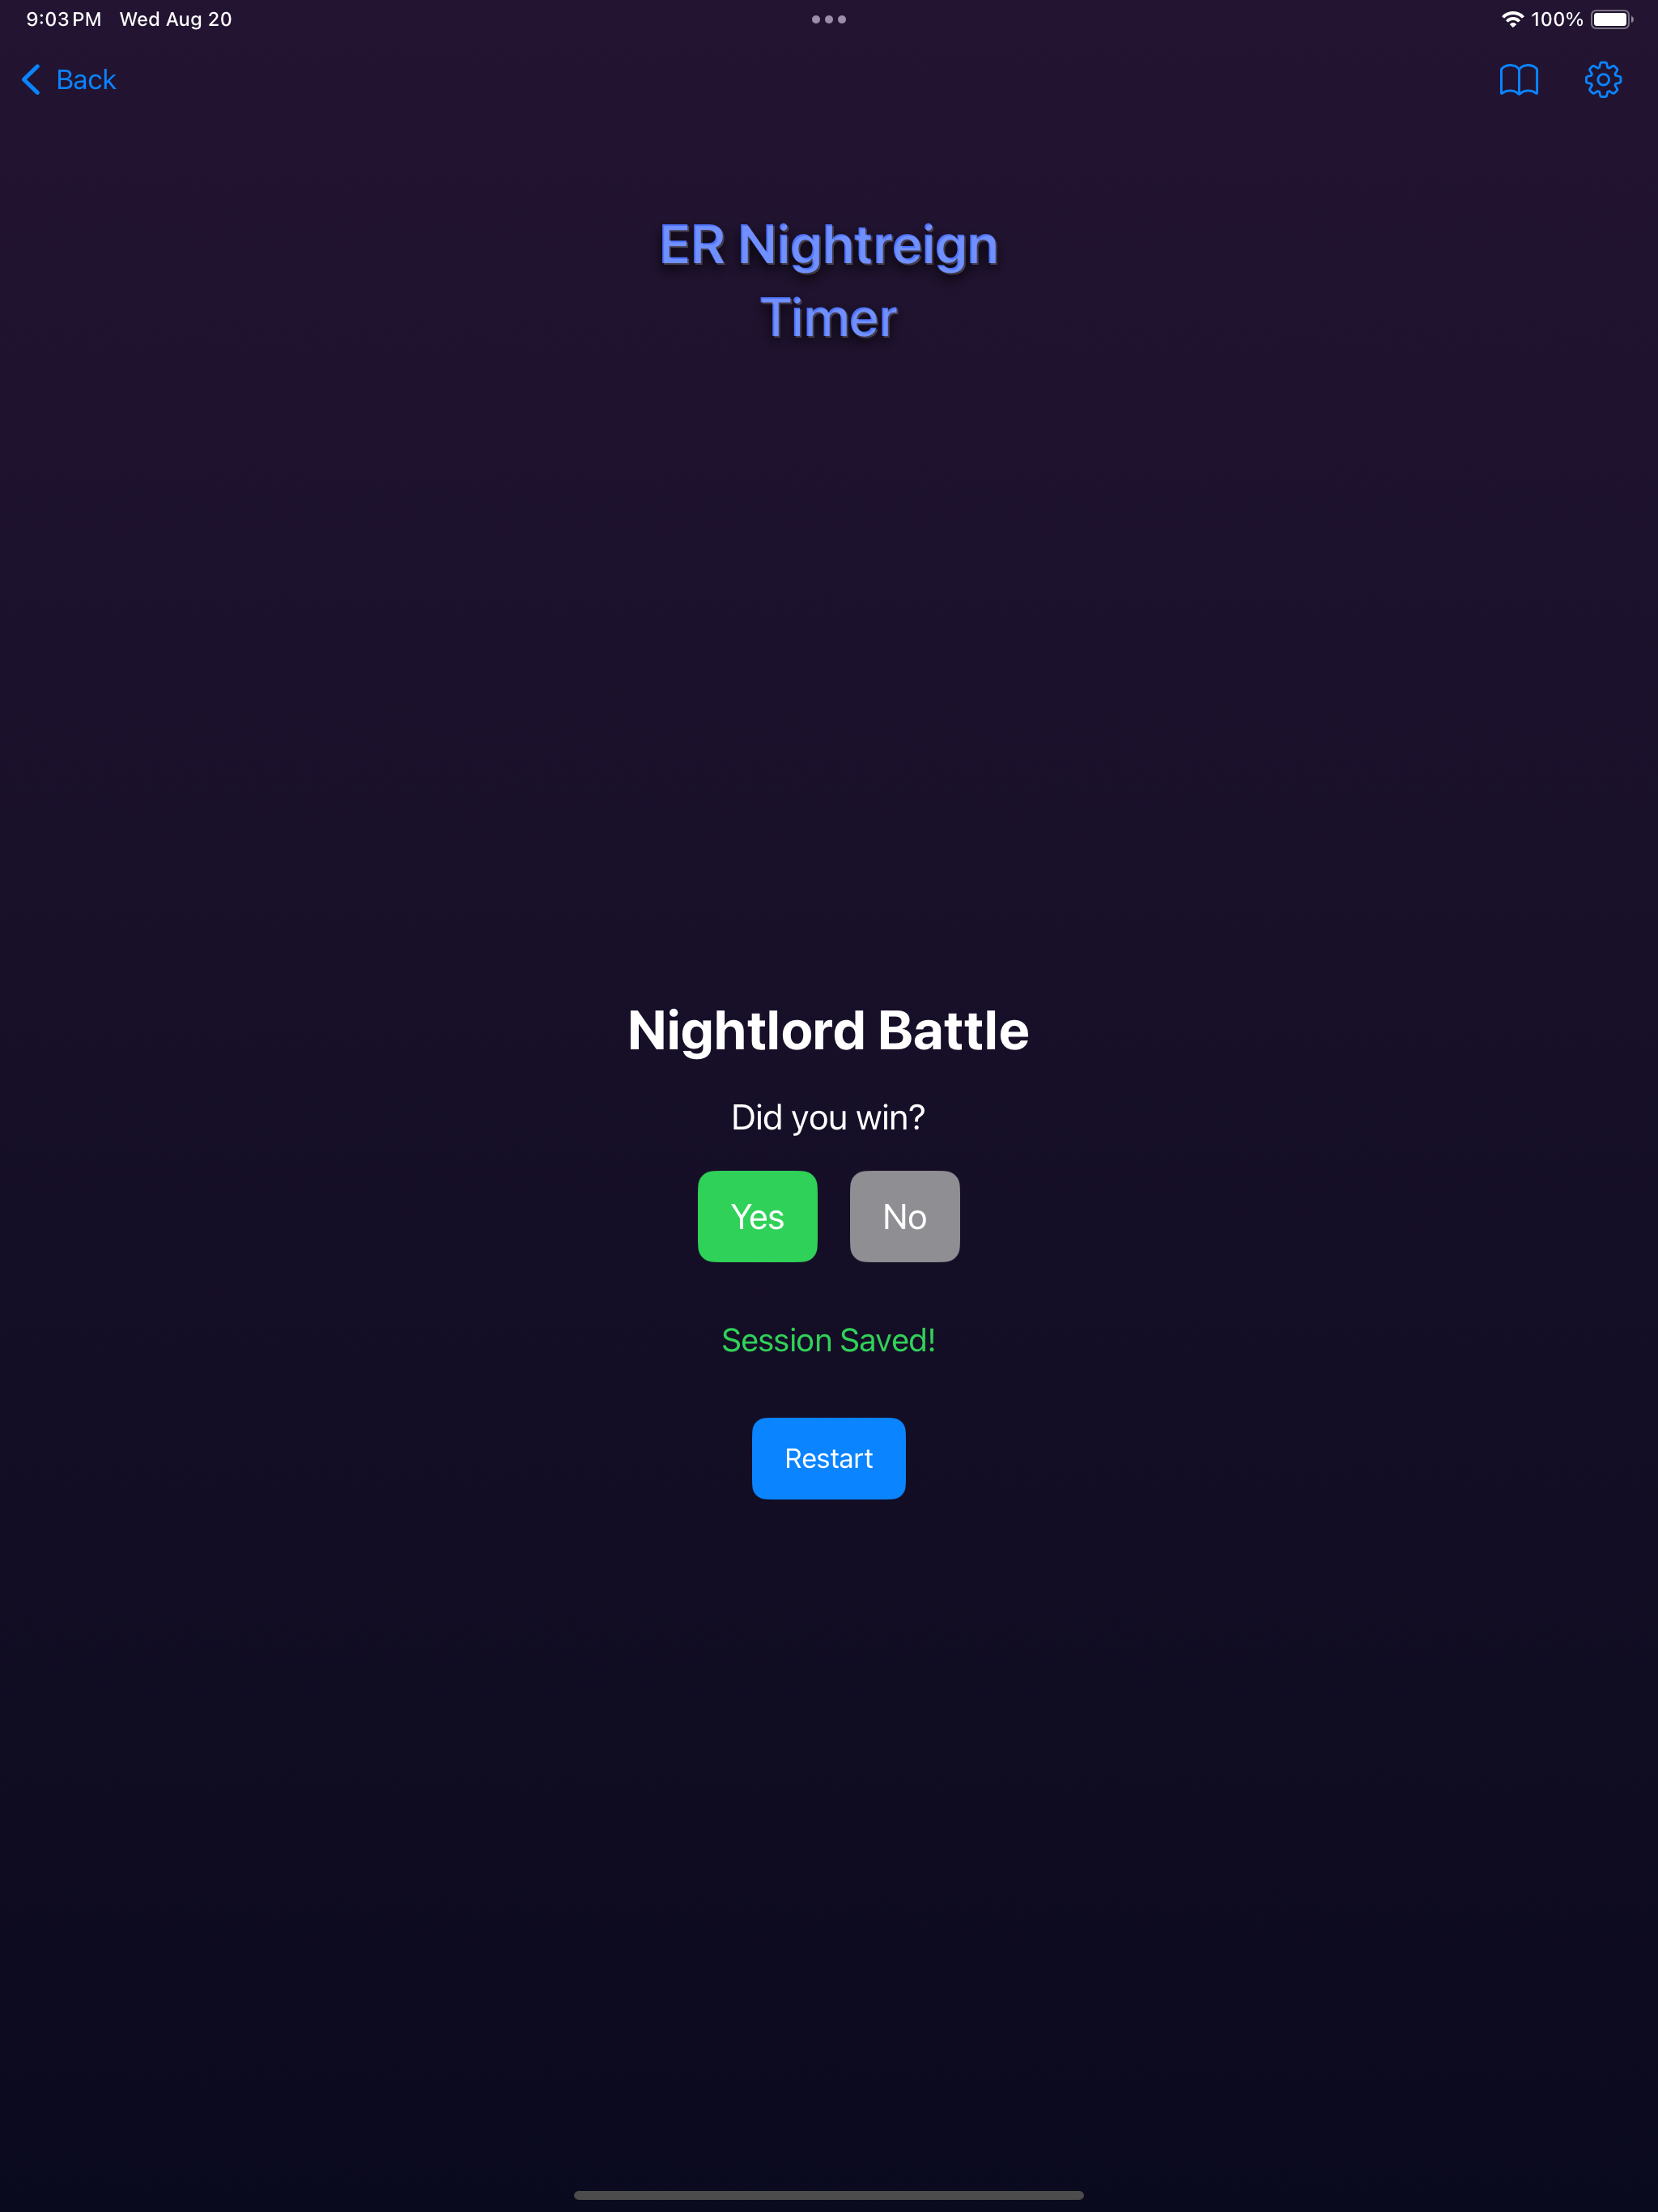 9:03 PM Wed Aug 20
100%
Back
ER Nightreign
Timer
Nightlord Battle
Did you win?
Yes
No
Session Saved!
Restart